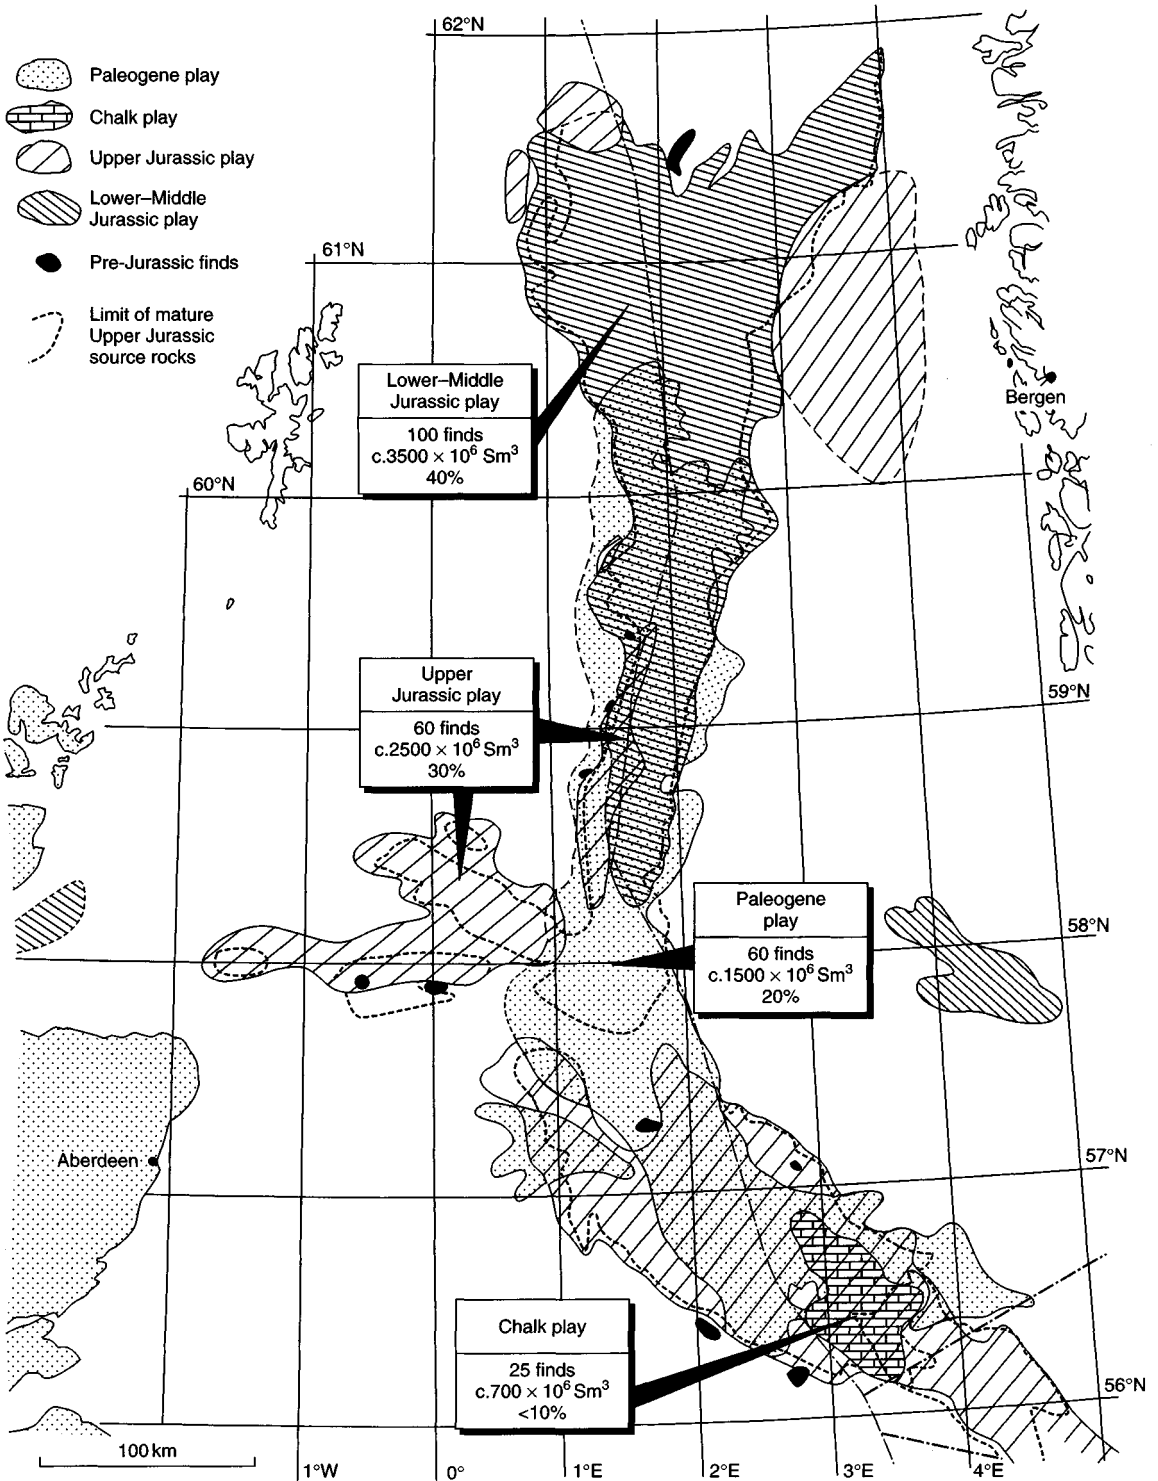 62°N
Paleogene play
Chalk play
Upper Jurassic play
Lower–Middle
Jurassic play
Pre-Jurassic finds
Limit of mature
Upper Jurassic
source rocks
61°N
Bergen
Lower–Middle
Jurassic play
100 finds
c.3500 × 10⁶ Sm³
40%
60°N
Upper
Jurassic play
60 finds
c.2500 × 10⁶ Sm³
30%
59°N
Paleogene
play
60 finds
c.1500 × 10⁶ Sm³
20%
58°N
Aberdeen
57°N
Chalk play
25 finds
c.700 × 10⁶ Sm³
<10%
56°N
100 km
1°W
0°
1°E
2°E
3°E
4°E